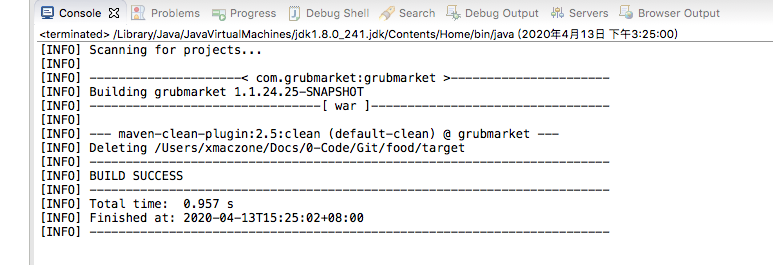 Console Problems Progress Debug Shell Search Debug Output Servers Browser Output
<terminated> /Library/Java/JavaVirtualMachines/jdk1.8.0_241.jdk/Contents/Home/bin/java (2020年4月13日 下午3:25:00)
[INFO] Scanning for projects...
[INFO]
[INFO] ---------------------< com.grubmarket:grubmarket >----------------------
[INFO] Building grubmarket 1.1.24.25-SNAPSHOT
[INFO] --------------------------------[ war ]---------------------------------
[INFO]
[INFO] --- maven-clean-plugin:2.5:clean (default-clean) @ grubmarket ---
[INFO] Deleting /Users/xmaczone/Docs/0-Code/Git/food/target
[INFO] ------------------------------------------------------------------------
[INFO] BUILD SUCCESS
[INFO] ------------------------------------------------------------------------
[INFO] Total time:  0.957 s
[INFO] Finished at: 2020-04-13T15:25:02+08:00
[INFO] ------------------------------------------------------------------------